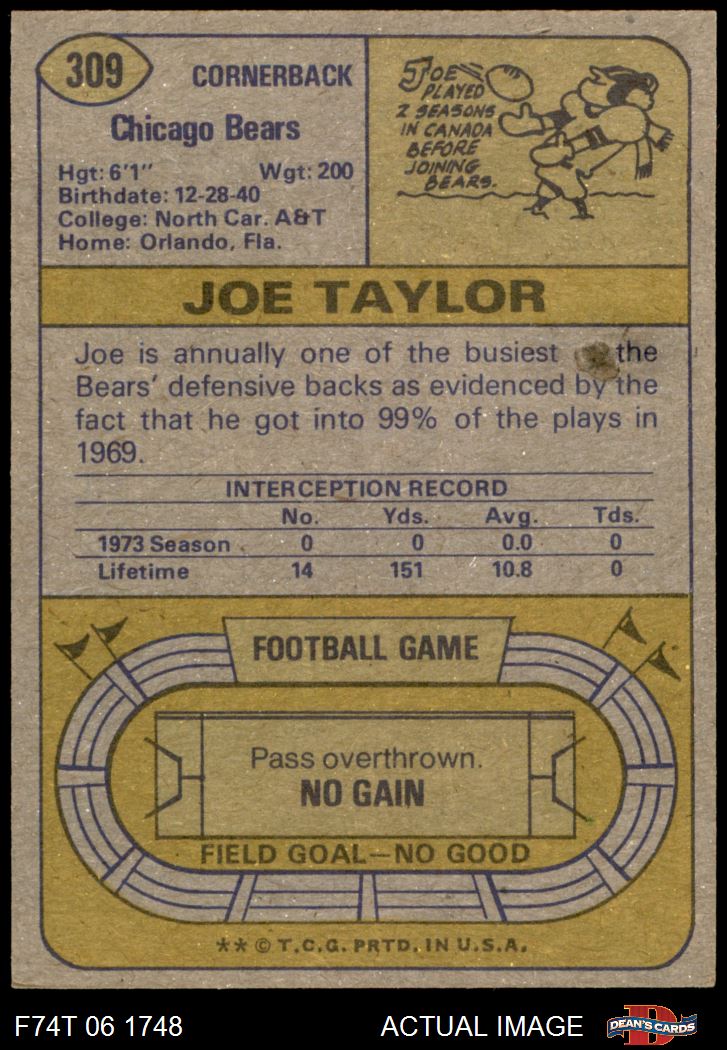 309
CORNERBACK
Chicago Bears
Hgt: 6'1" Wgt: 200
Birthdate: 12-28-40
College: North Car. A&T
Home: Orlando, Fla.
JOE
PLAYED
2 SEASONS
IN CANADA
BEFORE
JOINING
BEARS.
JOE TAYLOR
Joe is annually one of the busiest the
Bears' defensive backs as evidenced by the
fact that he got into 99% of the plays in
1969.
INTERCEPTION RECORD
No. Yds. Avg. Tds.
1973 Season 0 0 0.0 0
Lifetime 14 151 10.8 0
FOOTBALL GAME
Pass overthrown.
NO GAIN
FIELD GOAL—NO GOOD
** © T.C.G. PRTD. IN U.S.A.
F74T 06 1748 ACTUAL IMAGE DEAN'S CARDS